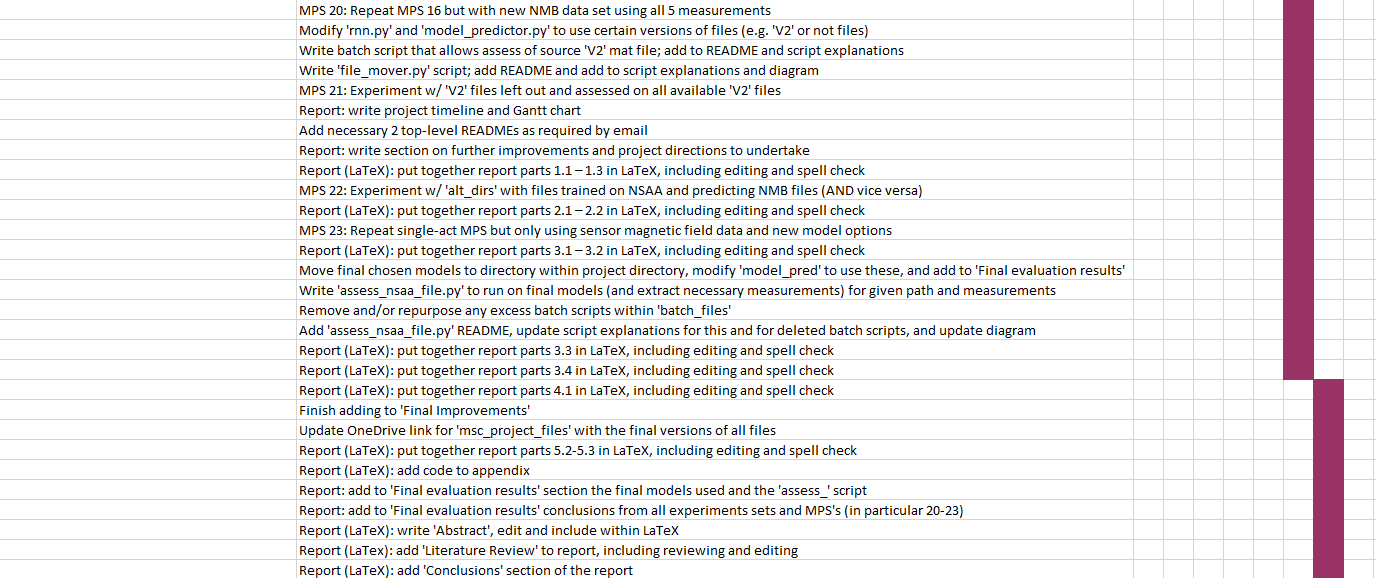 MPS 20: Repeat MPS 16 but with new NMB data set using all 5 measurements
Modify 'rnn.py' and 'model_predictor.py' to use certain versions of files (e.g. 'V2' or not files)
Write batch script that allows assess of source 'V2' mat file; add to README and script explanations
Write 'file_mover.py' script; add README and add to script explanations and diagram
MPS 21: Experiment w/ 'V2' files left out and assessed on all available 'V2' files
Report: write project timeline and Gantt chart
Add necessary 2 top-level READMEs as required by email
Report: write section on further improvements and project directions to undertake
Report (LaTeX): put together report parts 1.1 – 1.3 in LaTeX, including editing and spell check
MPS 22: Experiment w/ 'alt_dirs' with files trained on NSAA and predicting NMB files (AND vice versa)
Report (LaTeX): put together report parts 2.1 – 2.2 in LaTeX, including editing and spell check
MPS 23: Repeat single-act MPS but only using sensor magnetic field data and new model options
Report (LaTeX): put together report parts 3.1 – 3.2 in LaTeX, including editing and spell check
Move final chosen models to directory within project directory, modify 'model_pred' to use these, and add to 'Final evaluation results'
Write 'assess_nsaa_file.py' to run on final models (and extract necessary measurements) for given path and measurements
Remove and/or repurpose any excess batch scripts within 'batch_files'
Add 'assess_nsaa_file.py' README, update script explanations for this and for deleted batch scripts, and update diagram
Report (LaTeX): put together report parts 3.3 in LaTeX, including editing and spell check
Report (LaTeX): put together report parts 3.4 in LaTeX, including editing and spell check
Report (LaTeX): put together report parts 4.1 in LaTeX, including editing and spell check
Finish adding to 'Final Improvements'
Update OneDrive link for 'msc_project_files' with the final versions of all files
Report (LaTeX): put together report parts 5.2-5.3 in LaTeX, including editing and spell check
Report (LaTeX): add code to appendix
Report: add to 'Final evaluation results' section the final models used and the 'assess_' script
Report: add to 'Final evaluation results' conclusions from all experiments sets and MPS's (in particular 20-23)
Report (LaTeX): write 'Abstract', edit and include within LaTeX
Report (LaTex): add 'Literature Review' to report, including reviewing and editing
Report (LaTeX): add 'Conclusions' section of the report